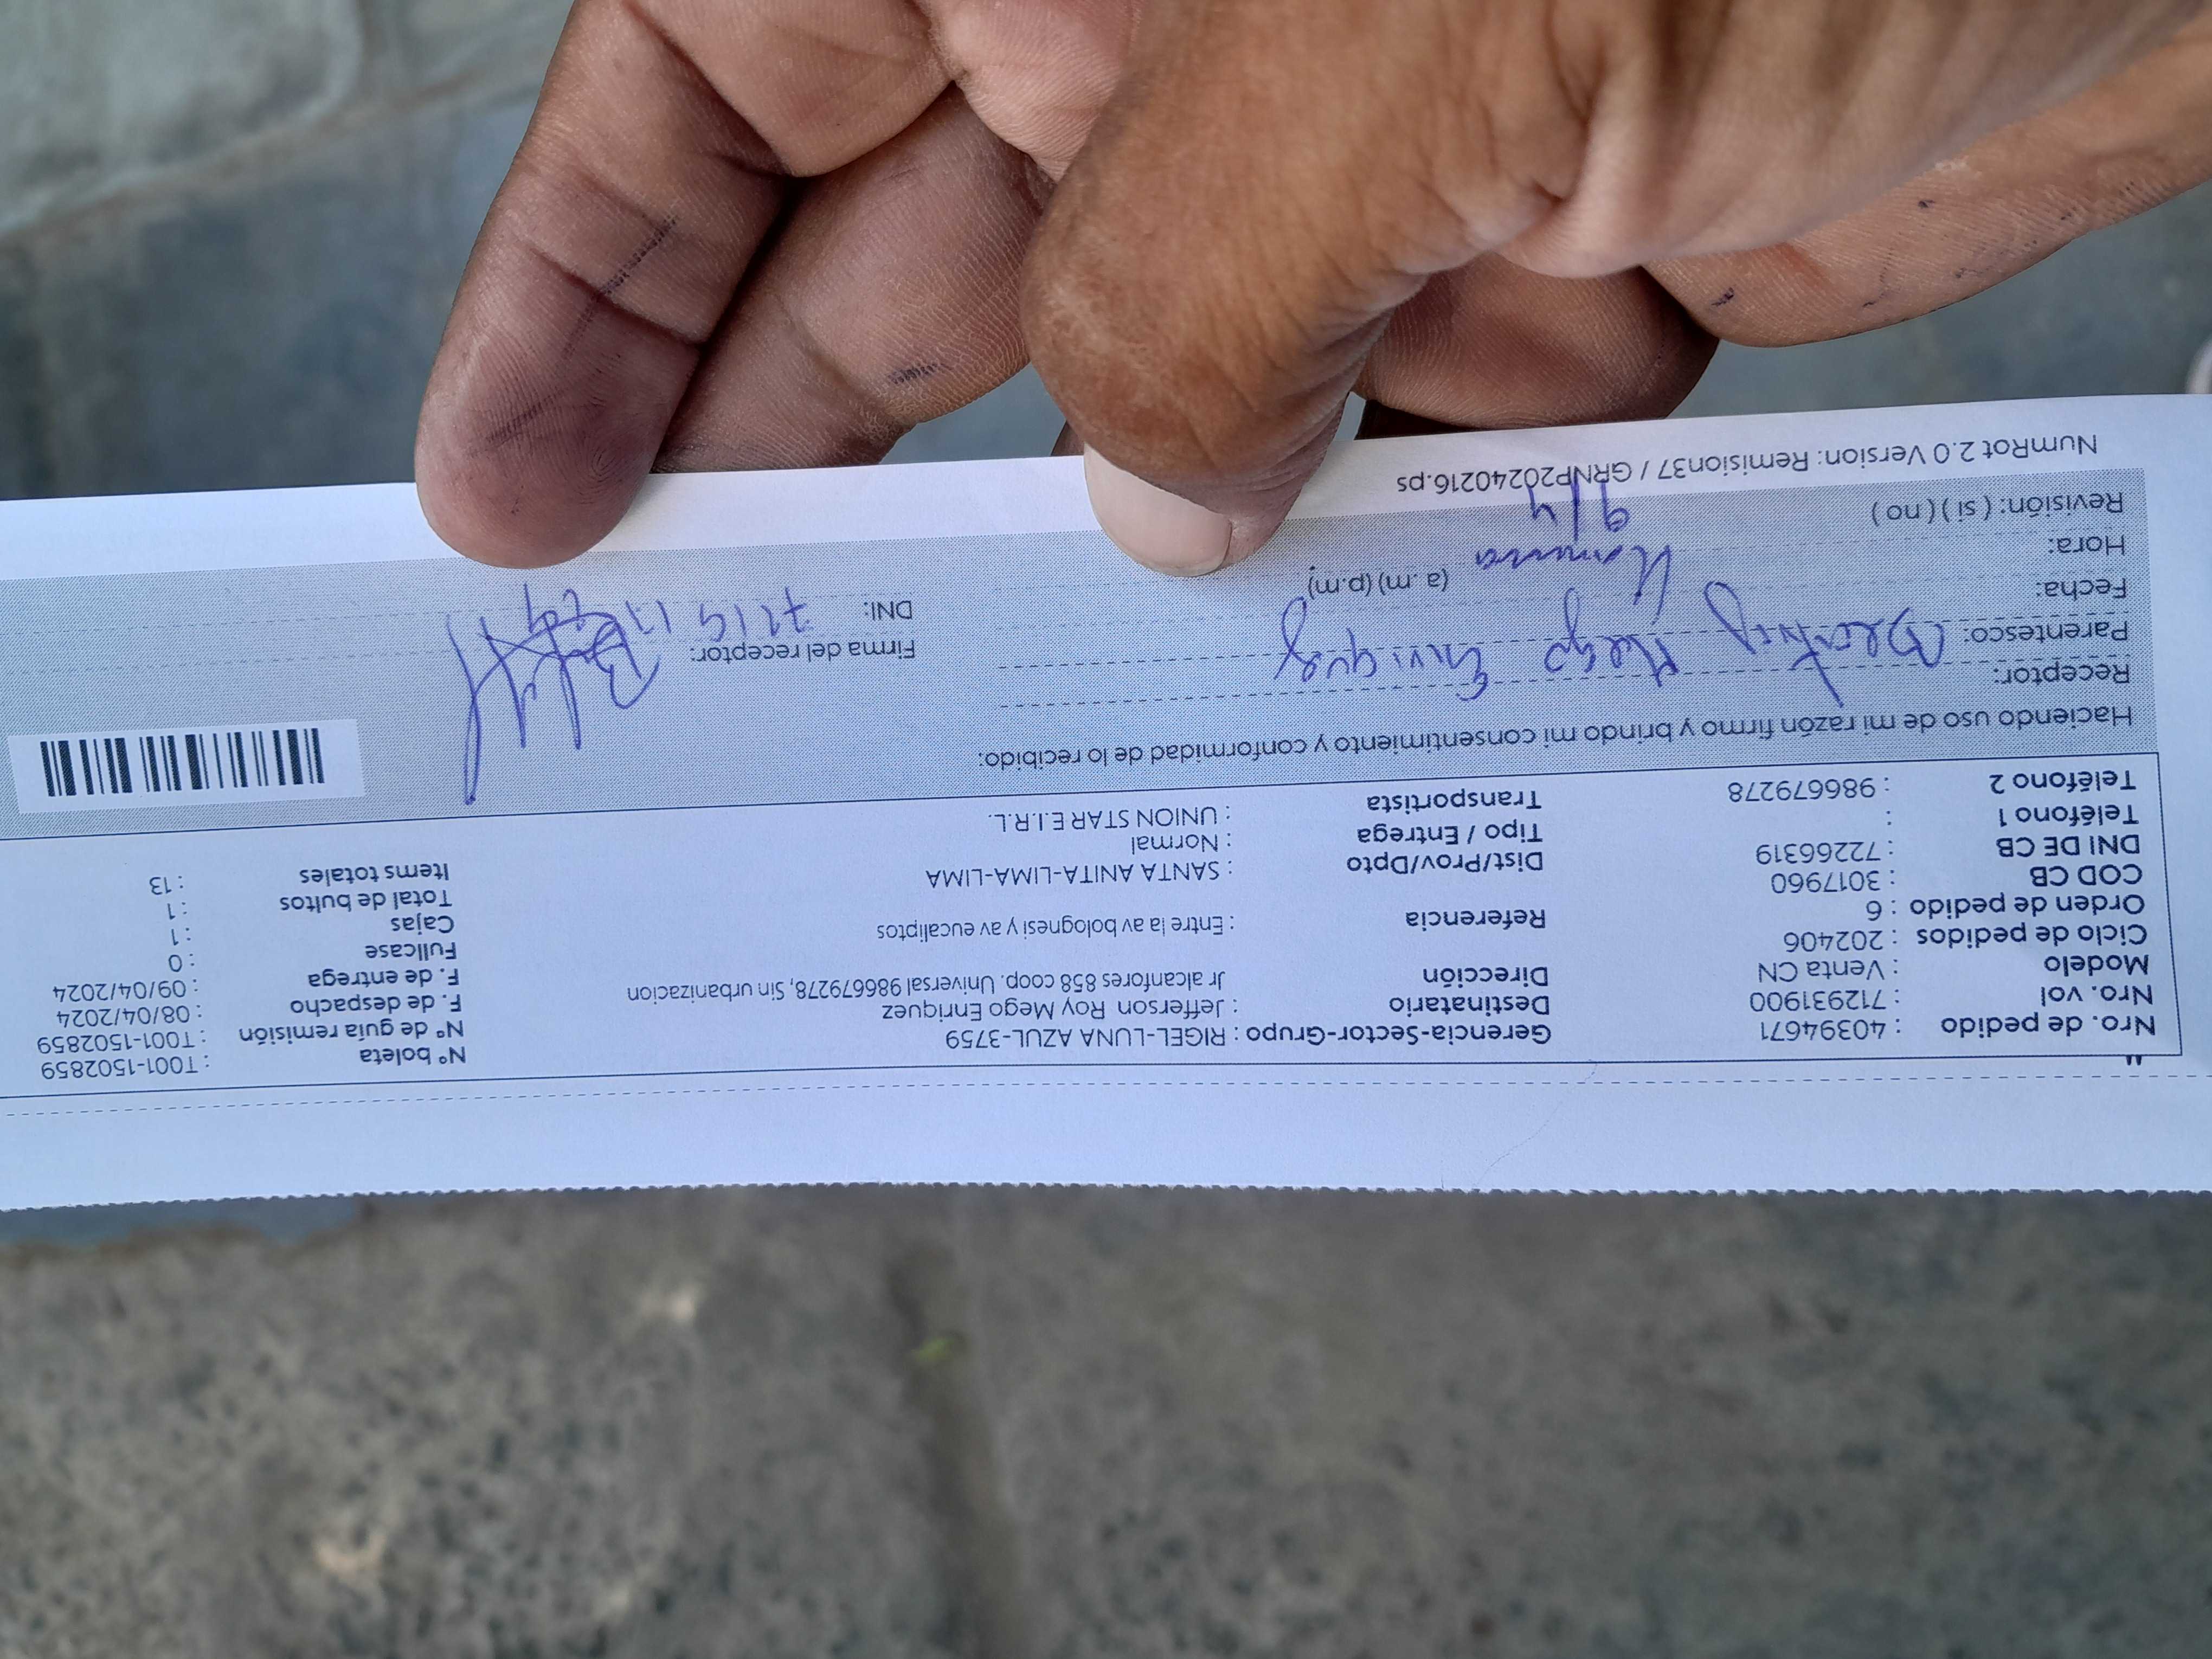 Nro. de pedido : 40394671
Nro. vol : 712931900
Modelo : Venta CN
Ciclo de pedidos : 202406
Orden de pedido : 6
COD CB : 3017960
DNI DE CB : 72266319
Teléfono 1 :
Teléfono 2 : 986679278
Gerencia-Sector-Grupo : RIGEL-LUNA AZUL-3759
Destinatario : Jefferson Roy Mego Enriquez
Dirección Jr alcanfores 858 coop. Universal 986679278, Sin urbanizacion
Referencia : Entre la av bolognesi y av eucaliptos
Dist/Prov/Dpto : SANTA ANITA-LIMA-LIMA
Tipo / Entrega : Normal
Transportista : UNION STAR E.I.R.L.
N° boleta : T001-1502859
N° de guía remisión : T001-1502859
F. de despacho : 08/04/2024
F. de entrega : 09/04/2024
Fullcase : 0
Cajas : 1
Total de bultos : 1
Items totales : 13
Haciendo uso de mi razón firmo y brindo mi consentimiento y conformidad de lo recibido:
Receptor:
Parentesco: Mego Enriquez
Fecha: Hermana
Hora: (a. m) (p.m)
Revisión: ( si ) ( no ) 9/4
Firma del receptor:
DNI:
NumRot 2.0 Version: Remision37 / GRNP20240216.ps